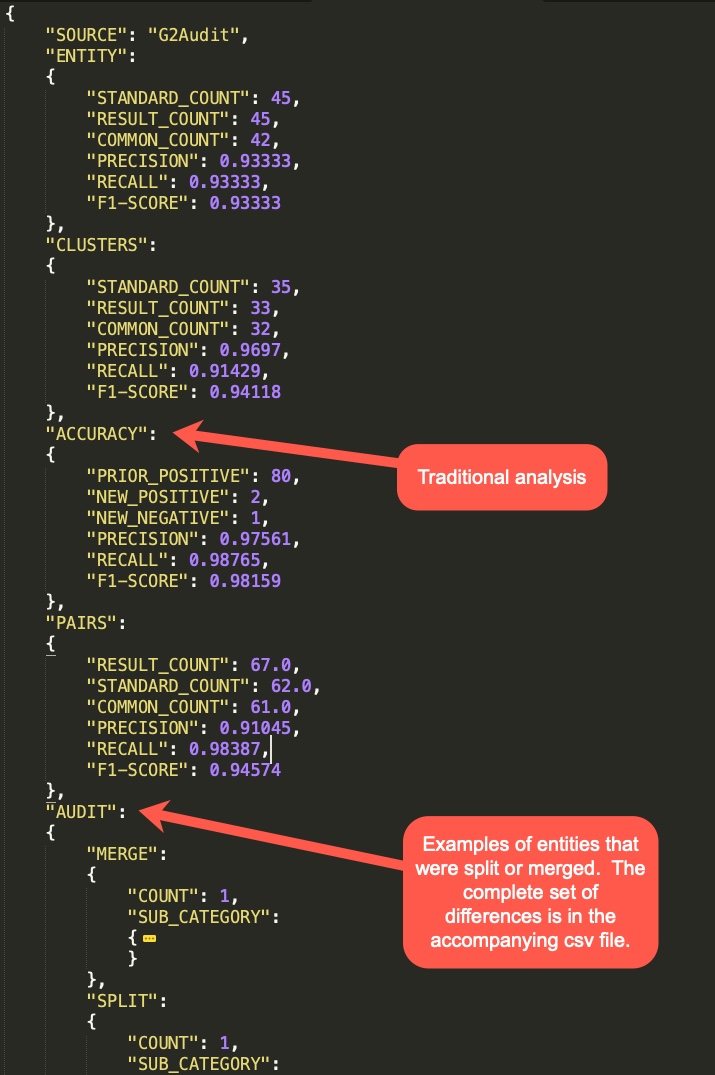 {
"SOURCE": "G2Audit",
"ENTITY":
{
"STANDARD_COUNT": 45,
"RESULT_COUNT": 45,
"COMMON_COUNT": 42,
"PRECISION": 0.93333,
"RECALL": 0.93333,
"F1-SCORE": 0.93333
},
"CLUSTERS":
{
"STANDARD_COUNT": 35,
"RESULT_COUNT": 33,
"COMMON_COUNT": 32,
"PRECISION": 0.9697,
"RECALL": 0.91429,
"F1-SCORE": 0.94118
},
"ACCURACY":
{
"PRIOR_POSITIVE": 80,
"NEW_POSITIVE": 2,
"NEW_NEGATIVE": 1,
"PRECISION": 0.97561,
"RECALL": 0.98765,
"F1-SCORE": 0.98159
},
Traditional analysis
"PAIRS":
{
"RESULT_COUNT": 67.0,
"STANDARD_COUNT": 62.0,
"COMMON_COUNT": 61.0,
"PRECISION": 0.91045,
"RECALL": 0.98387,
"F1-SCORE": 0.94574
},
"AUDIT":
{
"MERGE":
{
"COUNT": 1,
"SUB_CATEGORY":
{
}
},
"SPLIT":
{
"COUNT": 1,
"SUB_CATEGORY":
Examples of entities that
were split or merged. The
complete set of
differences is in the
accompanying csv file.